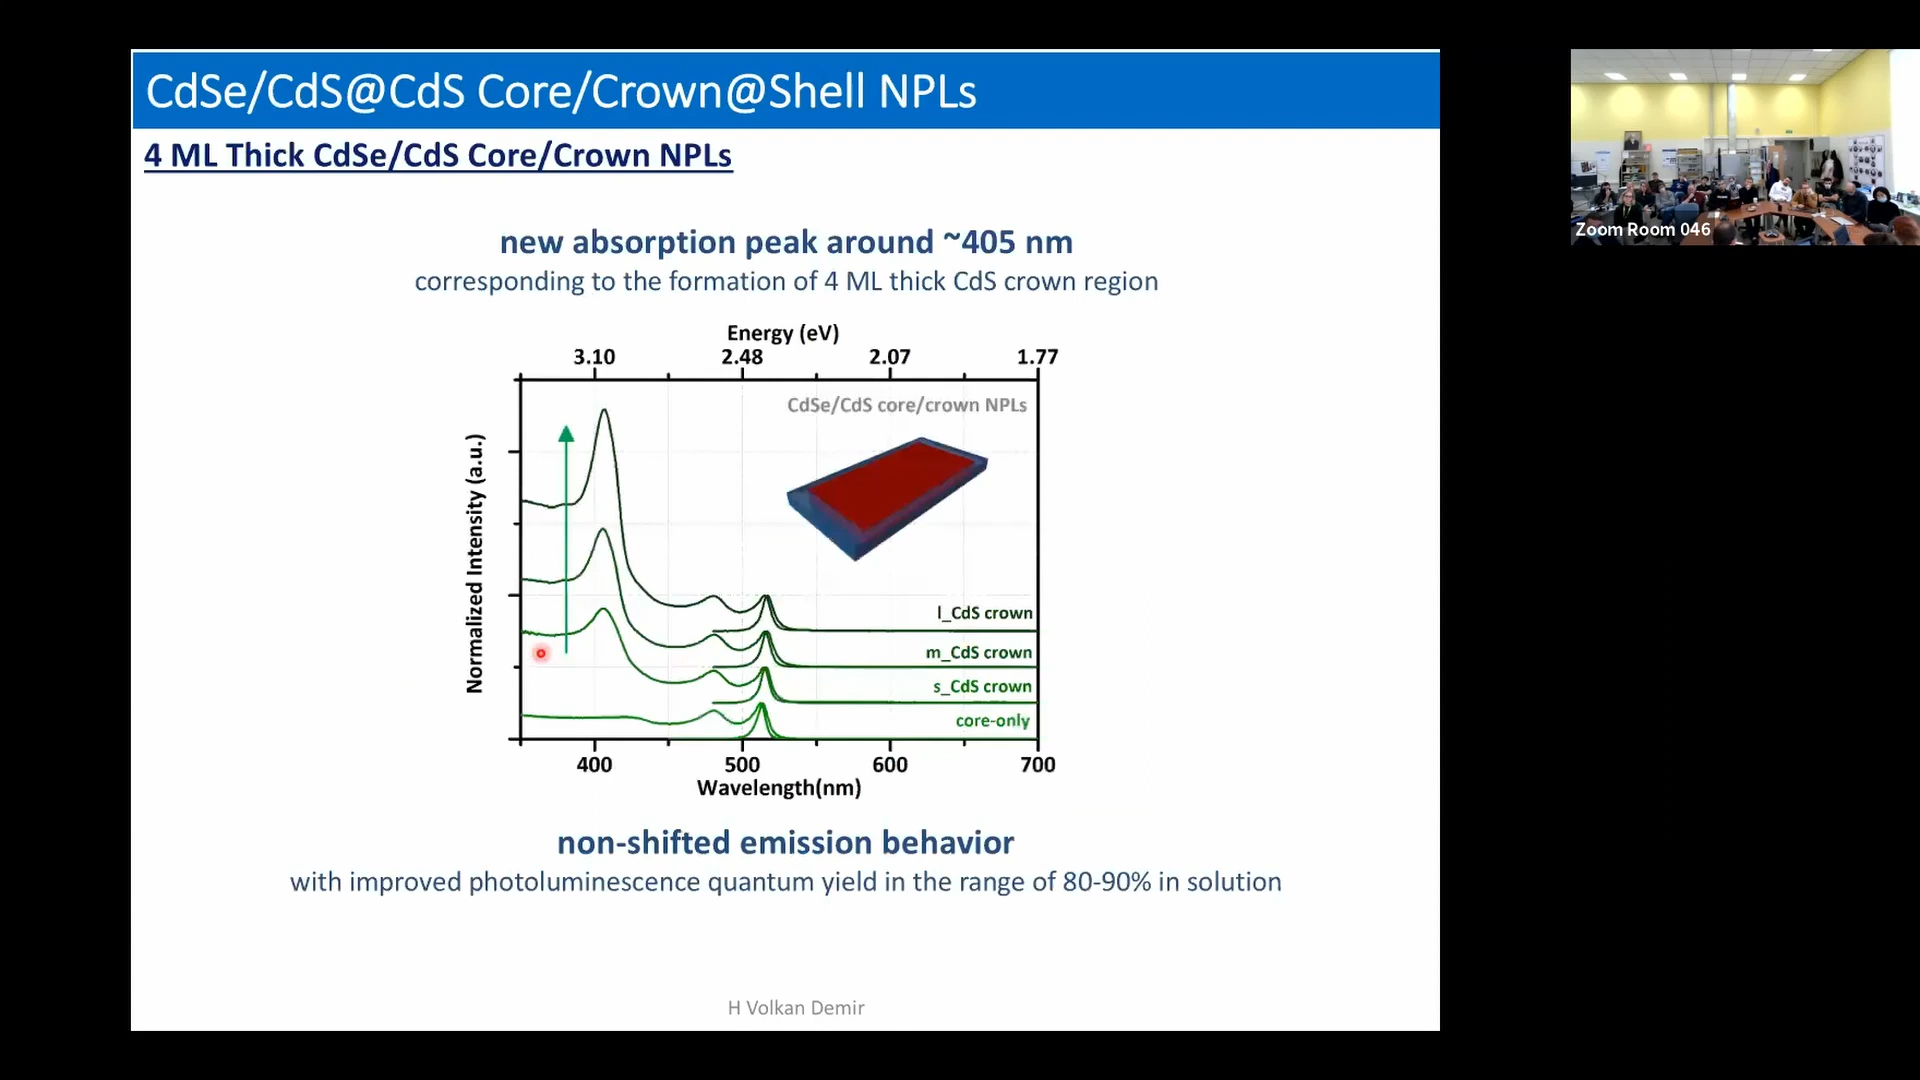 CdSe/CdS@CdS Core/Crown@Shell NPLs
4 ML Thick CdSe/CdS Core/Crown NPLs
new absorption peak around ~405 nm
corresponding to the formation of 4 ML thick CdS crown region
Energy (eV)
3.10 2.48 2.07 1.77
CdSe/CdS core/crown NPLs
Normalized Intensity (a.u.)
l_CdS crown
m_CdS crown
s_CdS crown
core-only
400 500 600 700
Wavelength(nm)
non-shifted emission behavior
with improved photoluminescence quantum yield in the range of 80-90% in solution
H Volkan Demir
Zoom Room 046